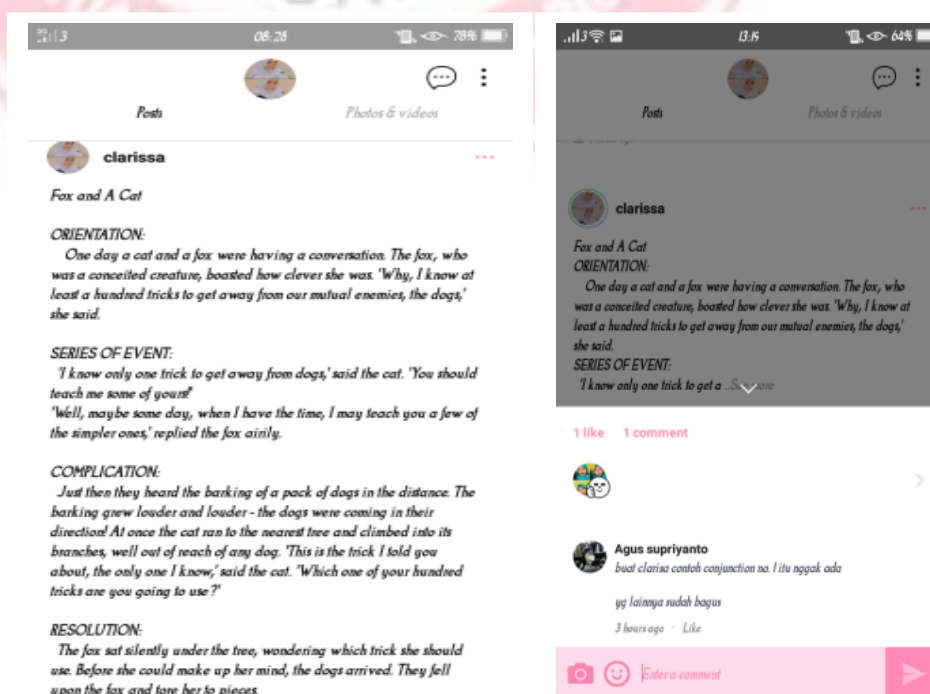 3
08:28
78%
Posts
Photos & videos
clarissa
Fox and A Cat
ORIENTATION:
One day a cat and a fox were having a conversation. The fox, who
was a conceited creature, boasted how clever she was. 'Why, I know at
least a hundred tricks to get away from our mutual enemies, the dogs,'
she said.
SERIES OF EVENT:
'I know only one trick to get away from dogs,' said the cat. 'You should
teach me some of yours!'
'Well, maybe some day, when I have the time, I may teach you a few of
the simpler ones,' replied the fox airily.
COMPLICATION:
Just then they heard the barking of a pack of dogs in the distance. The
barking grew louder and louder - the dogs were coming in their
direction! At once the cat ran to the nearest tree and climbed into its
branches, well out of reach of any dog. 'This is the trick I told you
about, the only one I know,' said the cat. 'Which one of your hundred
tricks are you going to use?'
RESOLUTION:
The fox sat silently under the tree, wondering which trick she should
use. Before she could make up her mind, the dogs arrived. They fell
upon the fox and tore her to pieces.
3
13:19
64%
Posts
Photos & videos
clarissa
Fox and A Cat
ORIENTATION:
One day a cat and a fox were having a conversation. The fox, who
was a conceited creature, boasted how clever she was. 'Why, I know at
least a hundred tricks to get away from our mutual enemies, the dogs,'
she said.
SERIES OF EVENT:
'I know only one trick to get a ...See more
1 like 1 comment
Agus supriyanto
buat clarisa contoh conjunction no. 1 itu nggak ada
yg lainnya sudah bagus
3 hours ago · Like
Enter a comment